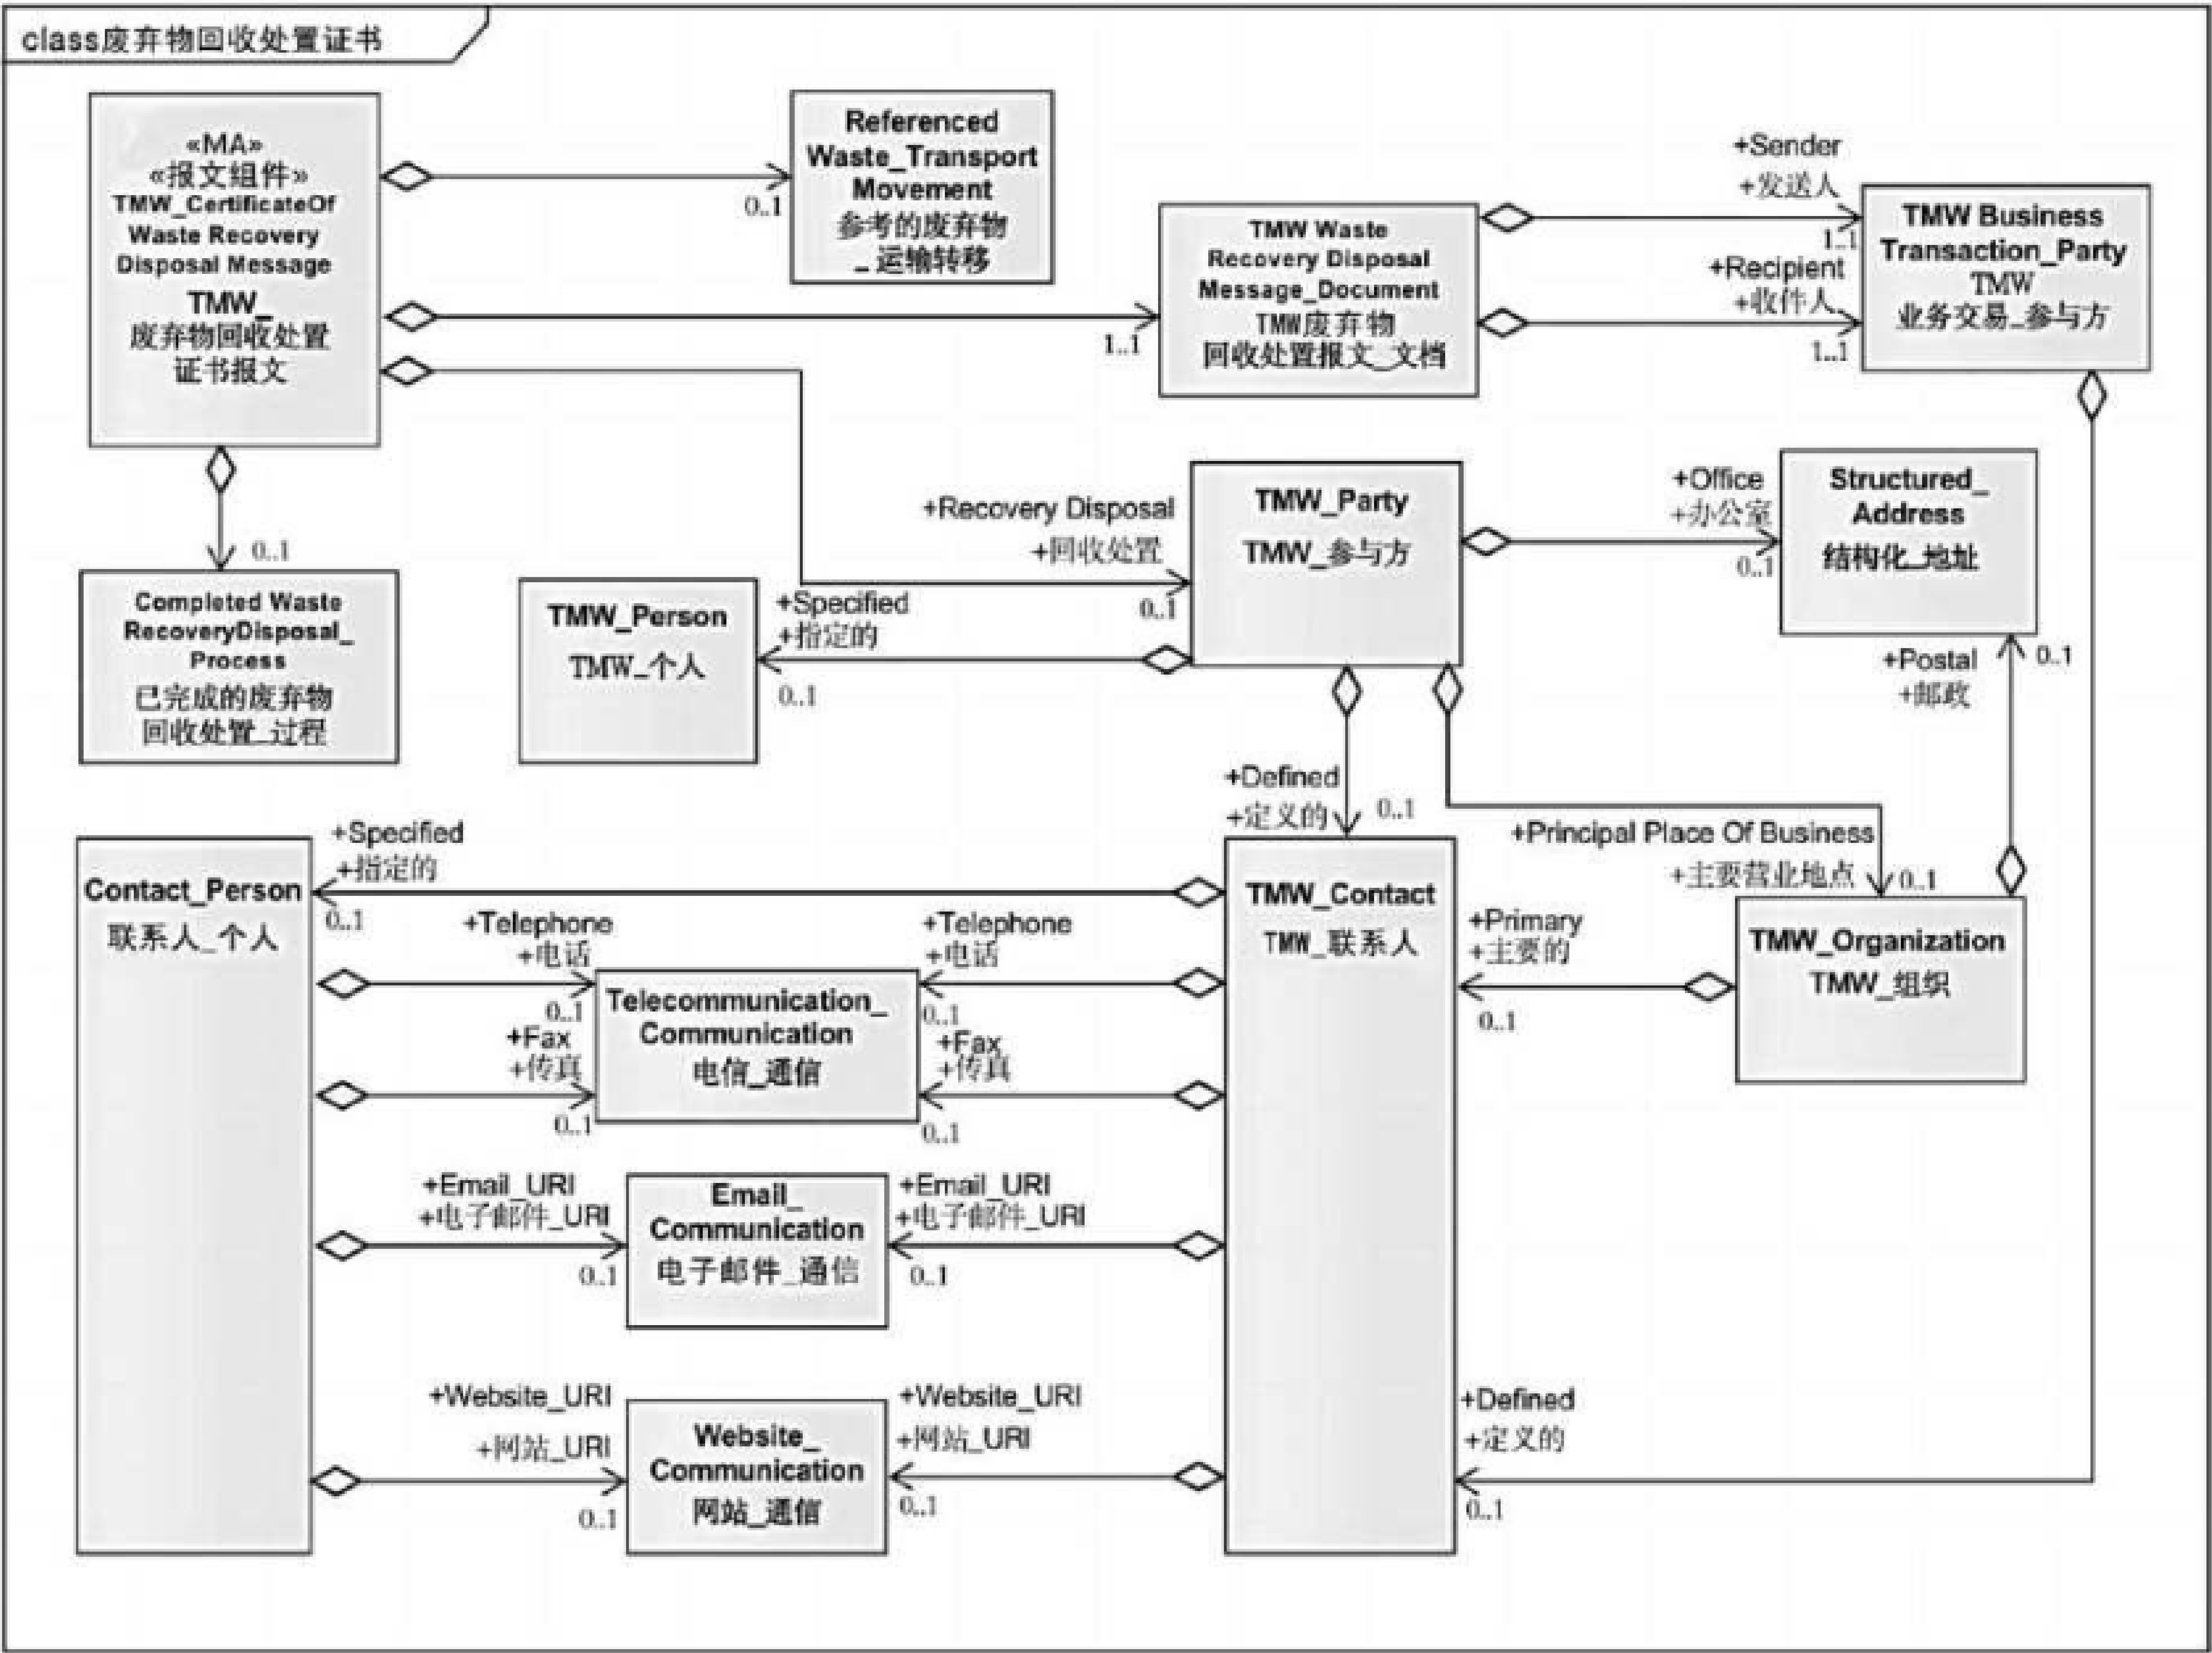 class废弃物回收处置证书
«MA»
«报文组件»
TMW_CertificateOf
Waste Recovery
Disposal Message
TMW_
废弃物回收处置
证书报文
0..1
Referenced
Waste_Transport
Movement
参考的废弃物
_运输转移
1..1
TMW Waste
Recovery Disposal
Message_Document
TMW废弃物
回收处置报文_文档
+Sender
+发送人
1..1
+Recipient
+收件人
1..1
TMW Business
Transaction_Party
TMW
业务交易_参与方
0..1
Completed Waste
RecoveryDisposal_
Process
已完成的废弃物
回收处置_过程
TMW_Person
TMW_个人
+Recovery Disposal
+回收处置
0..1
+Specified
+指定的
0..1
TMW_Party
TMW_参与方
+Office
+办公室
0..1
Structured_
Address
结构化_地址
+Postal
+邮政
0..1
+Defined
+定义的
0..1
+Principal Place Of Business
+主要营业地点
0..1
Contact_Person
联系人_个人
+Specified
+指定的
0..1
+Telephone
+电话
0..1
+Fax
+传真
0..1
Telecommunication_
Communication
电信_通信
+Telephone
+电话
0..1
+Fax
+传真
0..1
TMW_Contact
TMW_联系人
+Primary
+主要的
0..1
TMW_Organization
TMW_组织
+Email_URI
+电子邮件_URI
0..1
Email_
Communication
电子邮件_通信
+Email_URI
+电子邮件_URI
0..1
+Website_URI
+网站_URI
0..1
Website_
Communication
网站_通信
+Website_URI
+网站_URI
0..1
+Defined
+定义的
0..1